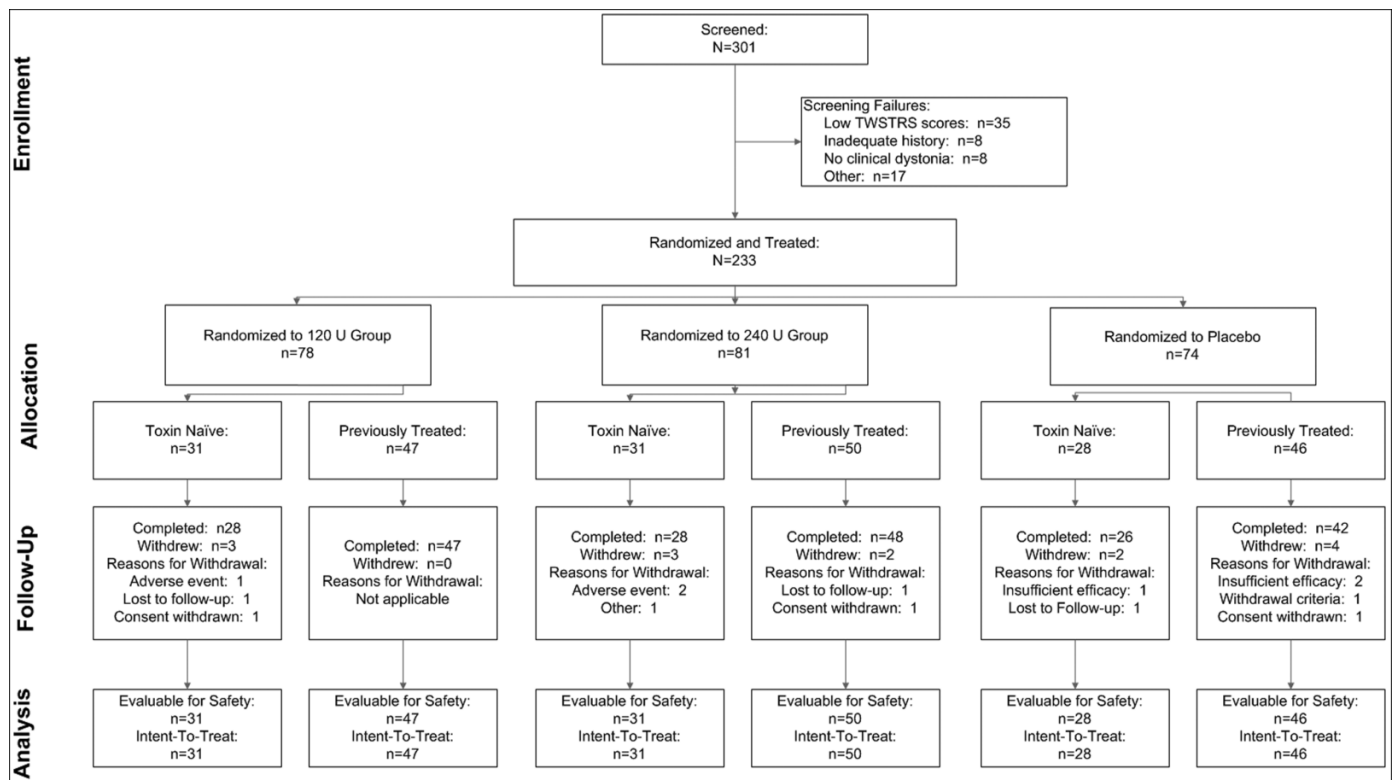 Enrollment
Screened:
N=301
Screening Failures:
Low TWSTRS scores: n=35
Inadequate history: n=8
No clinical dystonia: n=8
Other: n=17
Randomized and Treated:
N=233
Allocation
Randomized to 120 U Group
n=78
Randomized to 240 U Group
n=81
Randomized to Placebo
n=74
Toxin Naïve:
n=31
Previously Treated:
n=47
Toxin Naïve:
n=31
Previously Treated:
n=50
Toxin Naïve:
n=28
Previously Treated:
n=46
Follow-Up
Completed: n28
Withdrew: n=3
Reasons for Withdrawal:
Adverse event: 1
Lost to follow-up: 1
Consent withdrawn: 1
Completed: n=47
Withdrew: n=0
Reasons for Withdrawal:
Not applicable
Completed: n=28
Withdrew: n=3
Reasons for Withdrawal:
Adverse event: 2
Other: 1
Completed: n=48
Withdrew: n=2
Reasons for Withdrawal:
Lost to follow-up: 1
Consent withdrawn: 1
Completed: n=26
Withdrew: n=2
Reasons for Withdrawal:
Insufficient efficacy: 1
Lost to Follow-up: 1
Completed: n=42
Withdrew: n=4
Reasons for Withdrawal:
Insufficient efficacy: 2
Withdrawal criteria: 1
Consent withdrawn: 1
Analysis
Evaluable for Safety:
n=31
Intent-To-Treat:
n=31
Evaluable for Safety:
n=47
Intent-To-Treat:
n=47
Evaluable for Safety:
n=31
Intent-To-Treat:
n=31
Evaluable for Safety:
n=50
Intent-To-Treat:
n=50
Evaluable for Safety:
n=28
Intent-To-Treat:
n=28
Evaluable for Safety:
n=46
Intent-To-Treat:
n=46